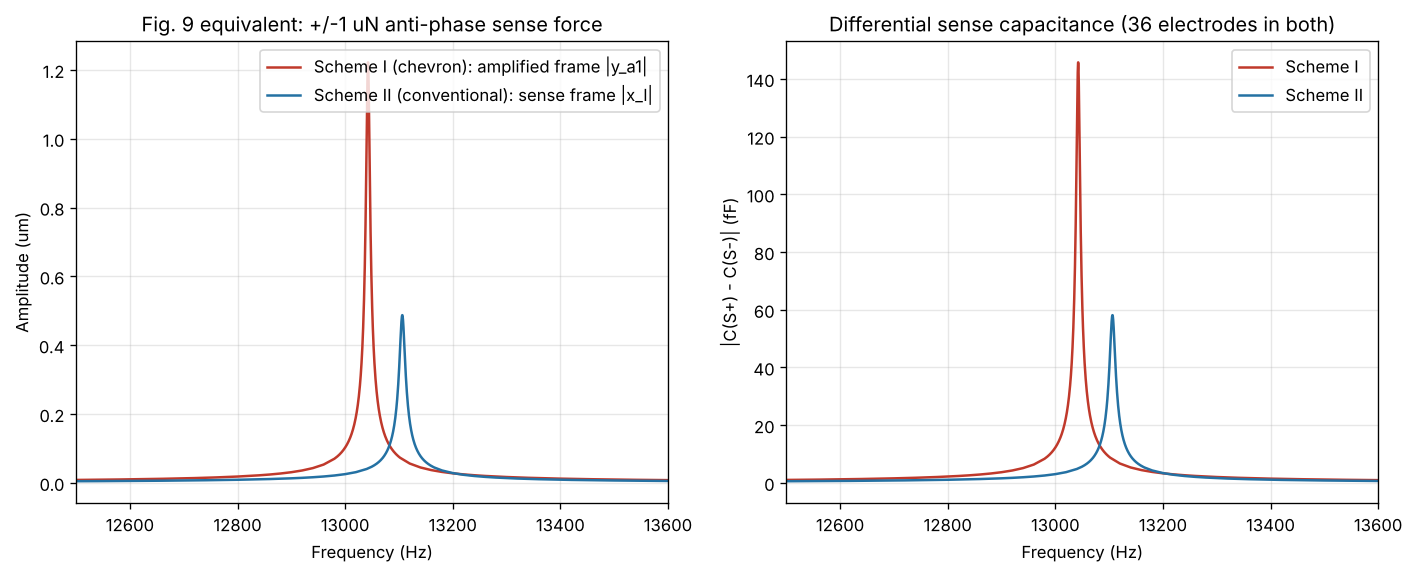 Fig. 9 equivalent: +/-1 uN anti-phase sense force
Scheme I (chevron): amplified frame |y_a1|
Scheme II (conventional): sense frame |x_l|
Amplitude (um)
1.2
1.0
0.8
0.6
0.4
0.2
0.0
12600
12800
13000
13200
13400
13600
Frequency (Hz)
Differential sense capacitance (36 electrodes in both)
Scheme I
Scheme II
|C(S+) - C(S-)| (fF)
140
120
100
80
60
40
20
0
12600
12800
13000
13200
13400
13600
Frequency (Hz)